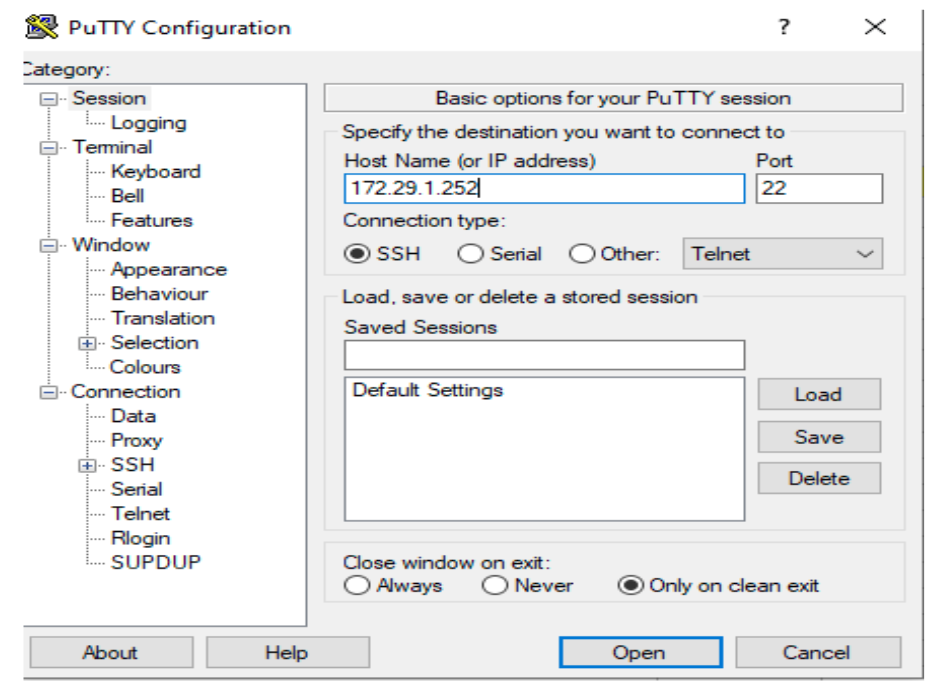 PuTTY Configuration
?
Category:
Session
Logging
Terminal
Keyboard
Bell
Features
Window
Appearance
Behaviour
Translation
Selection
Colours
Connection
Data
Proxy
SSH
Serial
Telnet
Rlogin
SUPDUP
Basic options for your PuTTY session
Specify the destination you want to connect to
Host Name (or IP address) Port
172.29.1.252 22
Connection type:
SSH Serial Other: Telnet
Load, save or delete a stored session
Saved Sessions
Default Settings
Load
Save
Delete
Close window on exit:
Always Never Only on clean exit
About Help Open Cancel